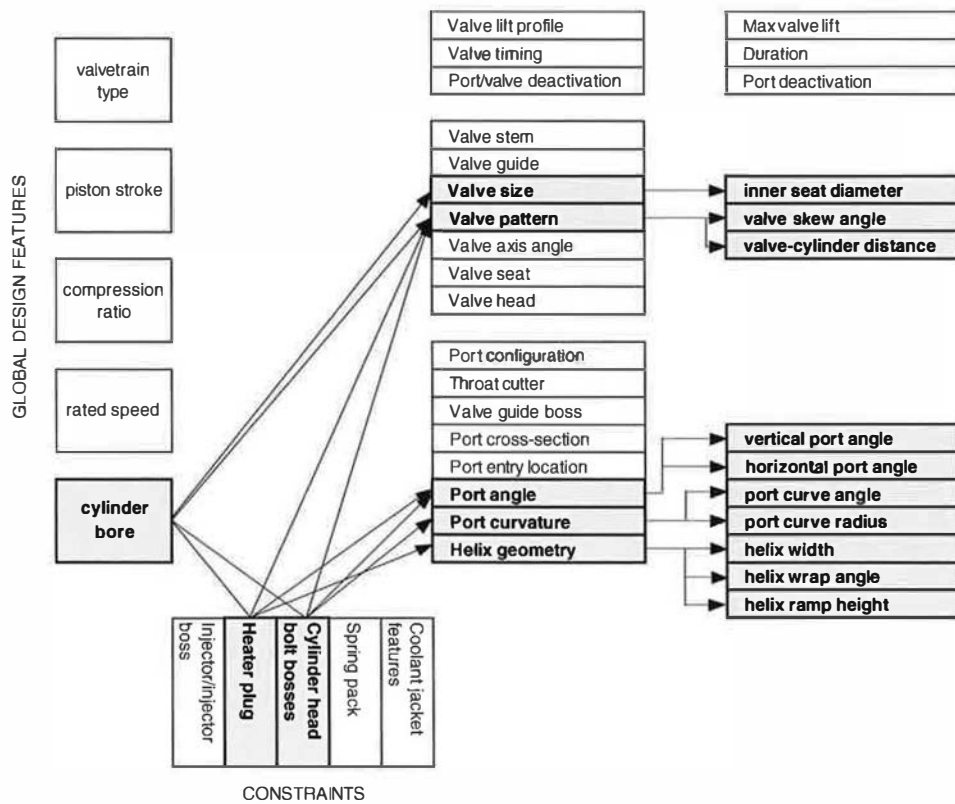 GLOBAL DESIGN FEATURES
valvetrain
type
piston stroke
compression
ratio
rated speed
cylinder
bore
Valve lift profile
Valve timing
Port/valve deactivation
Valve stem
Valve guide
Valve size
Valve pattern
Valve axis angle
Valve seat
Valve head
Port configuration
Throat cutter
Valve guide boss
Port cross-section
Port entry location
Port angle
Port curvature
Helix geometry
Max valve lift
Duration
Port deactivation
inner seat diameter
valve skew angle
valve-cylinder distance
vertical port angle
horizontal port angle
port curve angle
port curve radius
helix width
helix wrap angle
helix ramp height
Injector/injector
boss
Heater plug
Cylinder head
bolt bosses
Spring pack
Coolant jacket
features
CONSTRAINTS